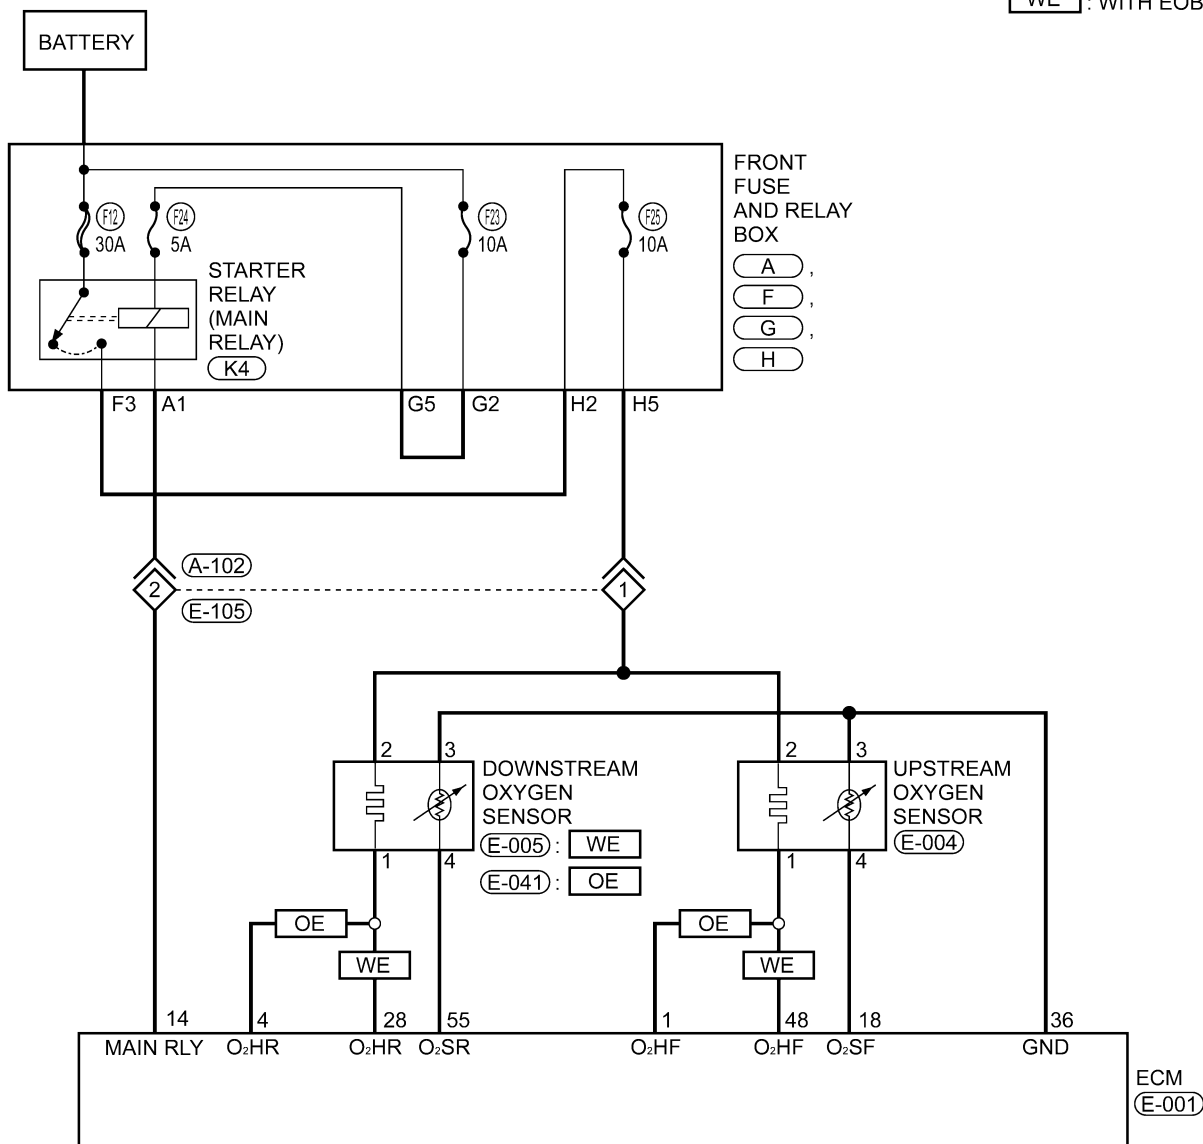 WE : WITH EOB
BATTERY
FRONT
FUSE
AND RELAY
BOX
A ,
F ,
G ,
H
F12
30A
F24
5A
F23
10A
F25
10A
STARTER
RELAY
(MAIN
RELAY)
K4
F3 A1 G5 G2 H2 H5
A-102
2 1
E-105
2 3
DOWNSTREAM
OXYGEN
SENSOR
E-005 : WE
E-041 : OE
1 4
2 3
UPSTREAM
OXYGEN
SENSOR
E-004
1 4
OE OE
WE WE
14 4 28 55 1 48 18 36
MAIN RLY O₂HR O₂HR O₂SR O₂HF O₂HF O₂SF GND
ECM
E-001